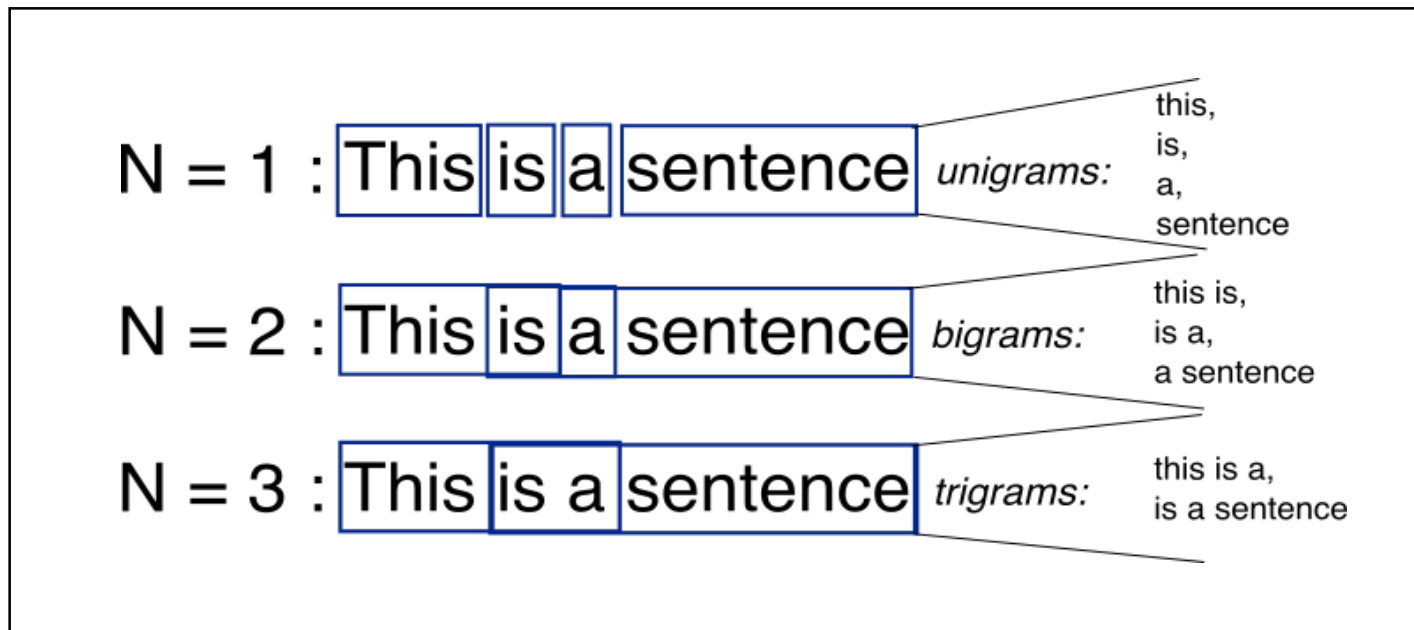 N = 1 : This is a sentence unigrams:
this,
is,
a,
sentence
N = 2 : This is a sentence bigrams:
this is,
is a,
a sentence
N = 3 : This is a sentence trigrams:
this is a,
is a sentence